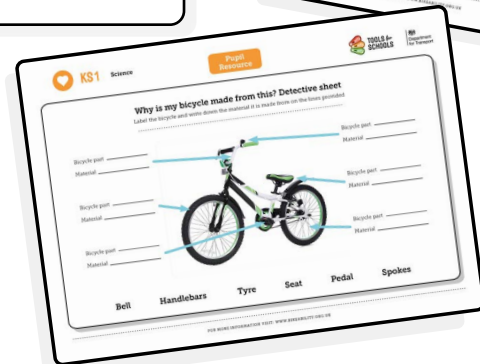 KS1 Science
Pupil
Resource
TOOLS for
SCHOOLS
Department
for Transport
Why is my bicycle made from this? Detective sheet
Label the bicycle and write down the material it is made from on the lines provided
Bicycle part
Material
Bicycle part
Material
Bicycle part
Material
Bicycle part
Material
Bicycle part
Material
Bicycle part
Material
Bell Handlebars Tyre Seat Pedal Spokes
FOR MORE INFORMATION VISIT: WWW.BIKEABILITY.ORG.UK